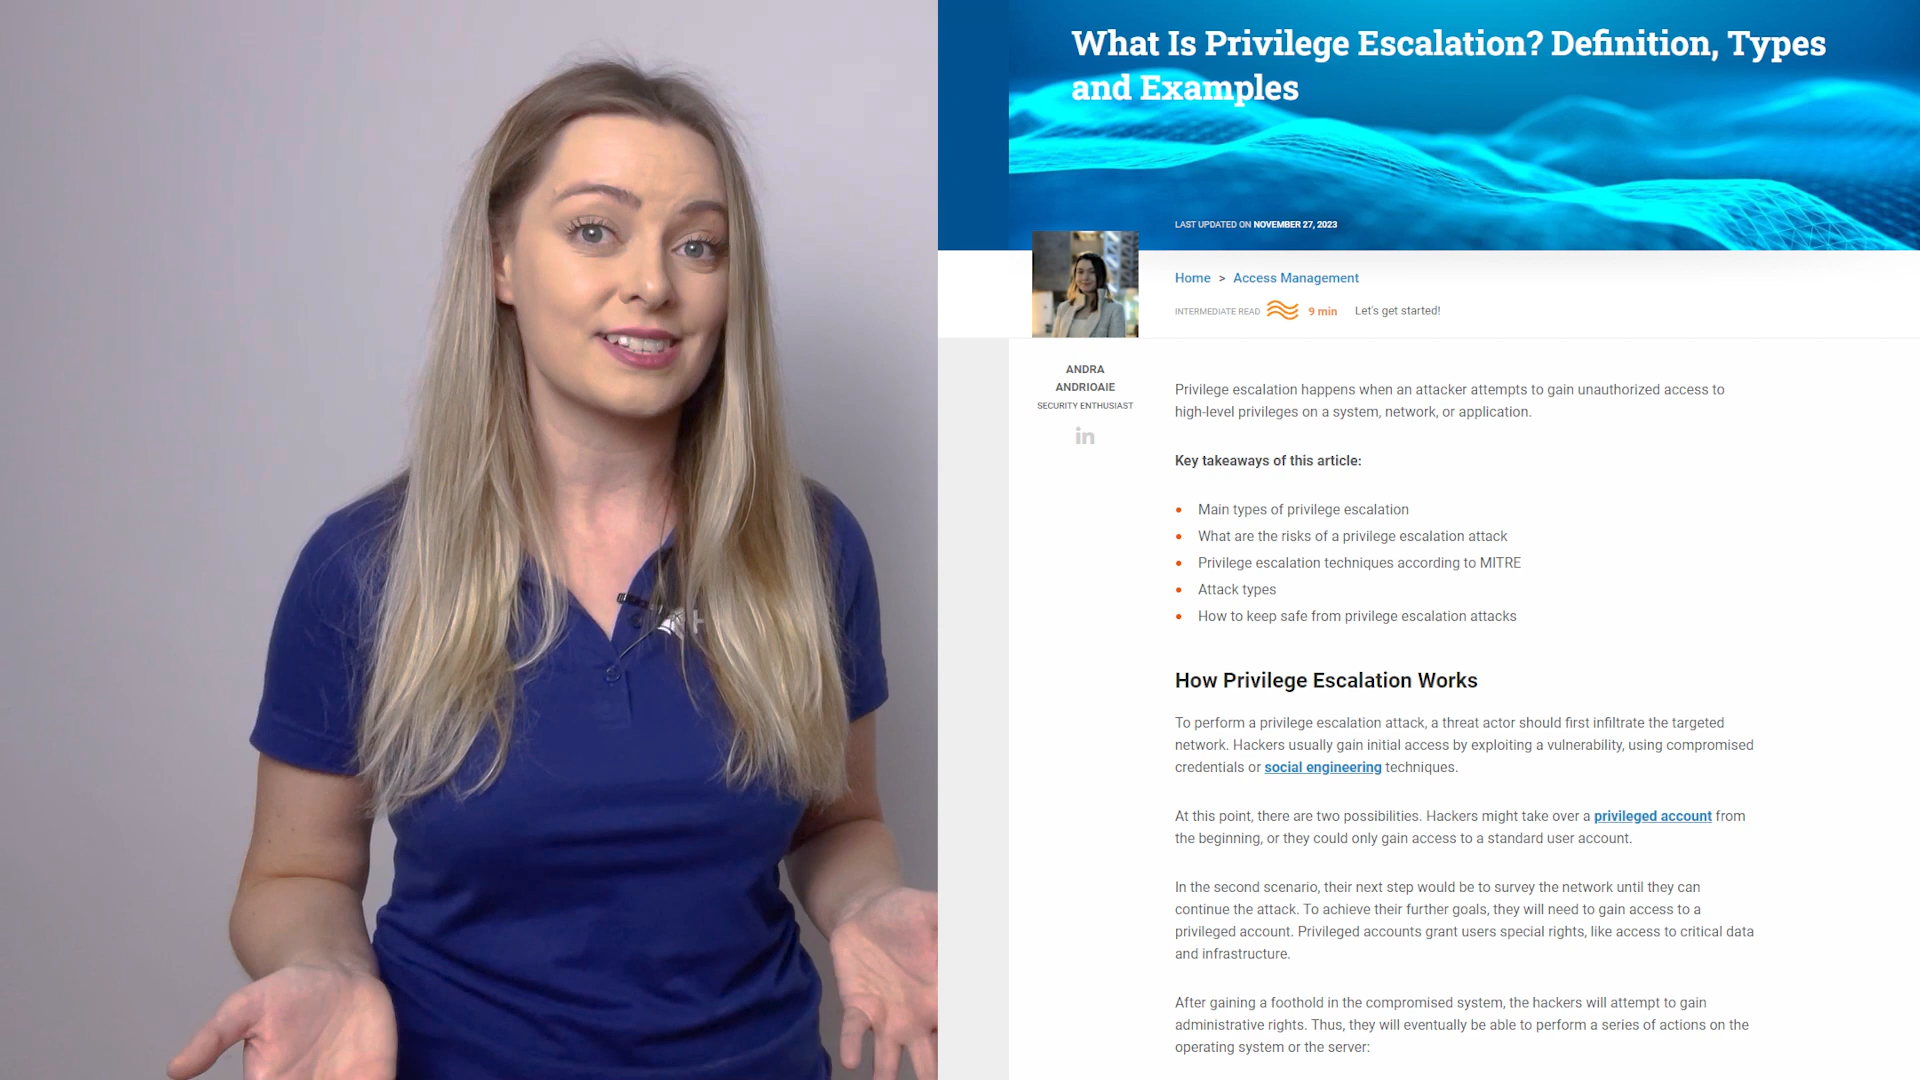 What Is Privilege Escalation? Definition, Types
and Examples
LAST UPDATED ON NOVEMBER 27, 2023
Home > Access Management
INTERMEDIATE READ 9 min Let's get started!
ANDRA
ANDRIOAIE
SECURITY ENTHUSIAST
in
Privilege escalation happens when an attacker attempts to gain unauthorized access to
high-level privileges on a system, network, or application.
Key takeaways of this article:
• Main types of privilege escalation
• What are the risks of a privilege escalation attack
• Privilege escalation techniques according to MITRE
• Attack types
• How to keep safe from privilege escalation attacks
How Privilege Escalation Works
To perform a privilege escalation attack, a threat actor should first infiltrate the targeted
network. Hackers usually gain initial access by exploiting a vulnerability, using compromised
credentials or social engineering techniques.
At this point, there are two possibilities. Hackers might take over a privileged account from
the beginning, or they could only gain access to a standard user account.
In the second scenario, their next step would be to survey the network until they can
continue the attack. To achieve their further goals, they will need to gain access to a
privileged account. Privileged accounts grant users special rights, like access to critical data
and infrastructure.
After gaining a foothold in the compromised system, the hackers will attempt to gain
administrative rights. Thus, they will eventually be able to perform a series of actions on the
operating system or the server: